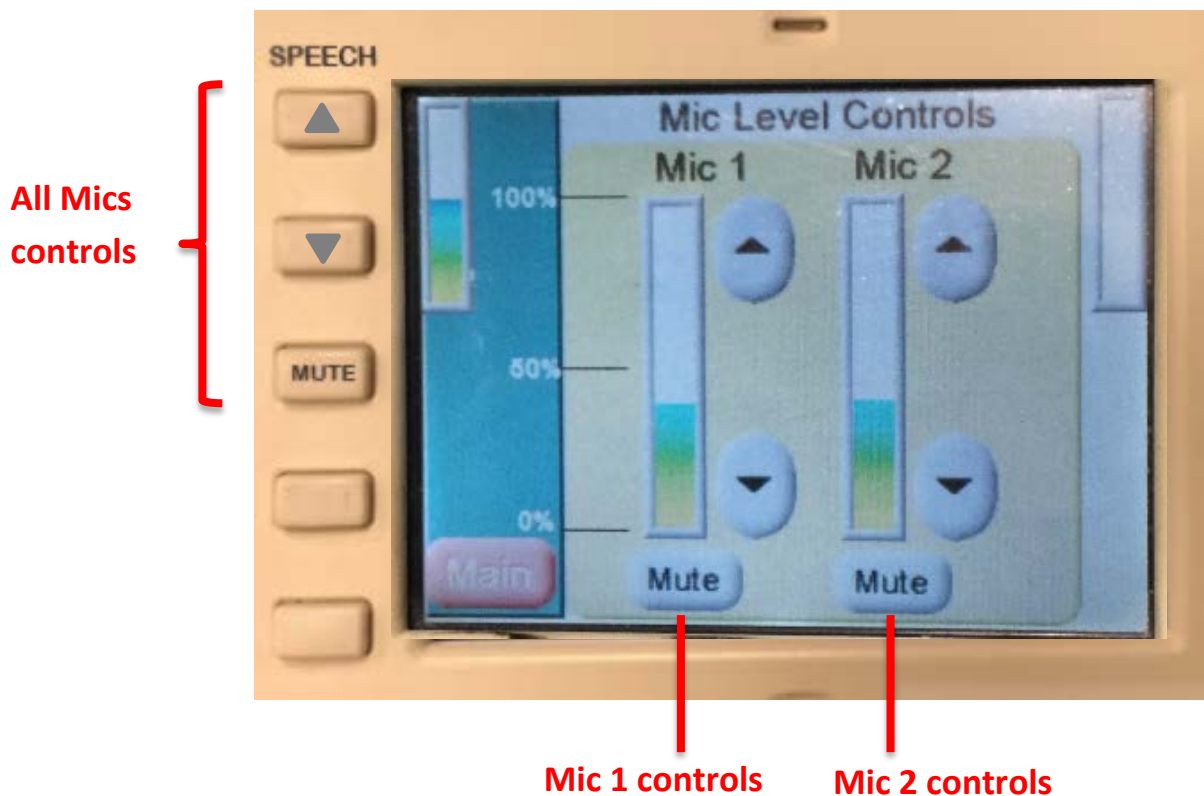 SPEECH
All Mics
controls
MUTE
Mic Level Controls
Mic 1
Mic 2
100%
50%
0%
Main
Mute
Mute
Mic 1 controls
Mic 2 controls